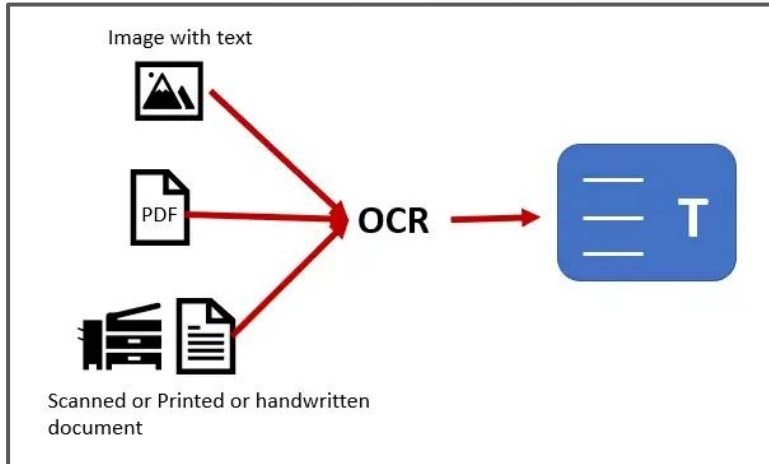 Image with text
PDF
OCR
T
Scanned or Printed or handwritten
document